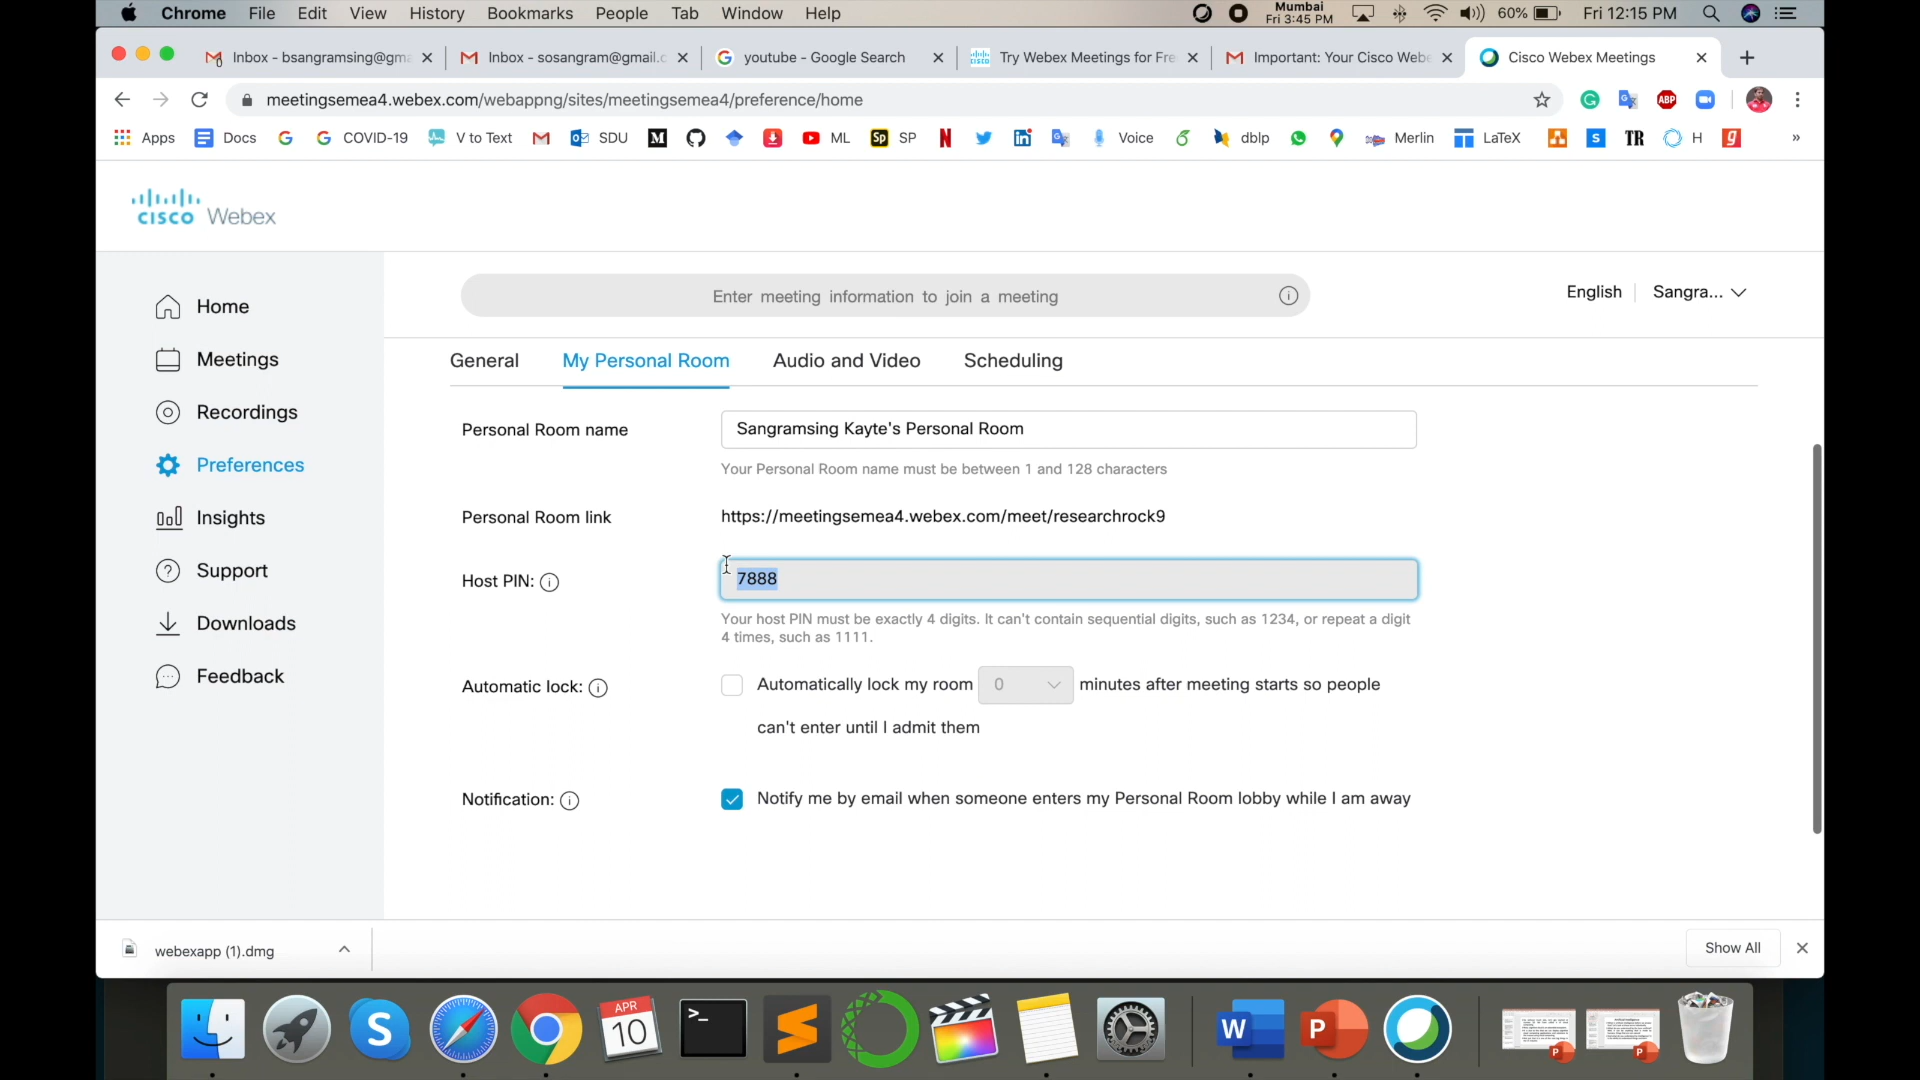 Chrome File Edit View History Bookmarks People Tab Window Help Mumbai Fri 3:45 PM 60% Fri 12:15 PM
Inbox - bsangramsing@gma Inbox - sosangram@gmail.c youtube - Google Search Try Webex Meetings for Fre Important: Your Cisco Webe Cisco Webex Meetings
meetingsemea4.webex.com/webappng/sites/meetingsemea4/preference/home ABP
Apps Docs COVID-19 V to Text SDU ML Sp SP Voice dblp Merlin LaTeX TR H »
CISCO Webex
Enter meeting information to join a meeting
English Sangra...
Home
Meetings
Recordings
Preferences
Insights
Support
Downloads
Feedback
General My Personal Room Audio and Video Scheduling
Personal Room name Sangramsing Kayte's Personal Room
Your Personal Room name must be between 1 and 128 characters
Personal Room link https://meetingsemea4.webex.com/meet/researchrock9
Host PIN: 7888
Your host PIN must be exactly 4 digits. It can't contain sequential digits, such as 1234, or repeat a digit
4 times, such as 1111.
Automatic lock: Automatically lock my room 0 minutes after meeting starts so people
can't enter until I admit them
Notification: Notify me by email when someone enters my Personal Room lobby while I am away
webexapp (1).dmg Show All
APR
10